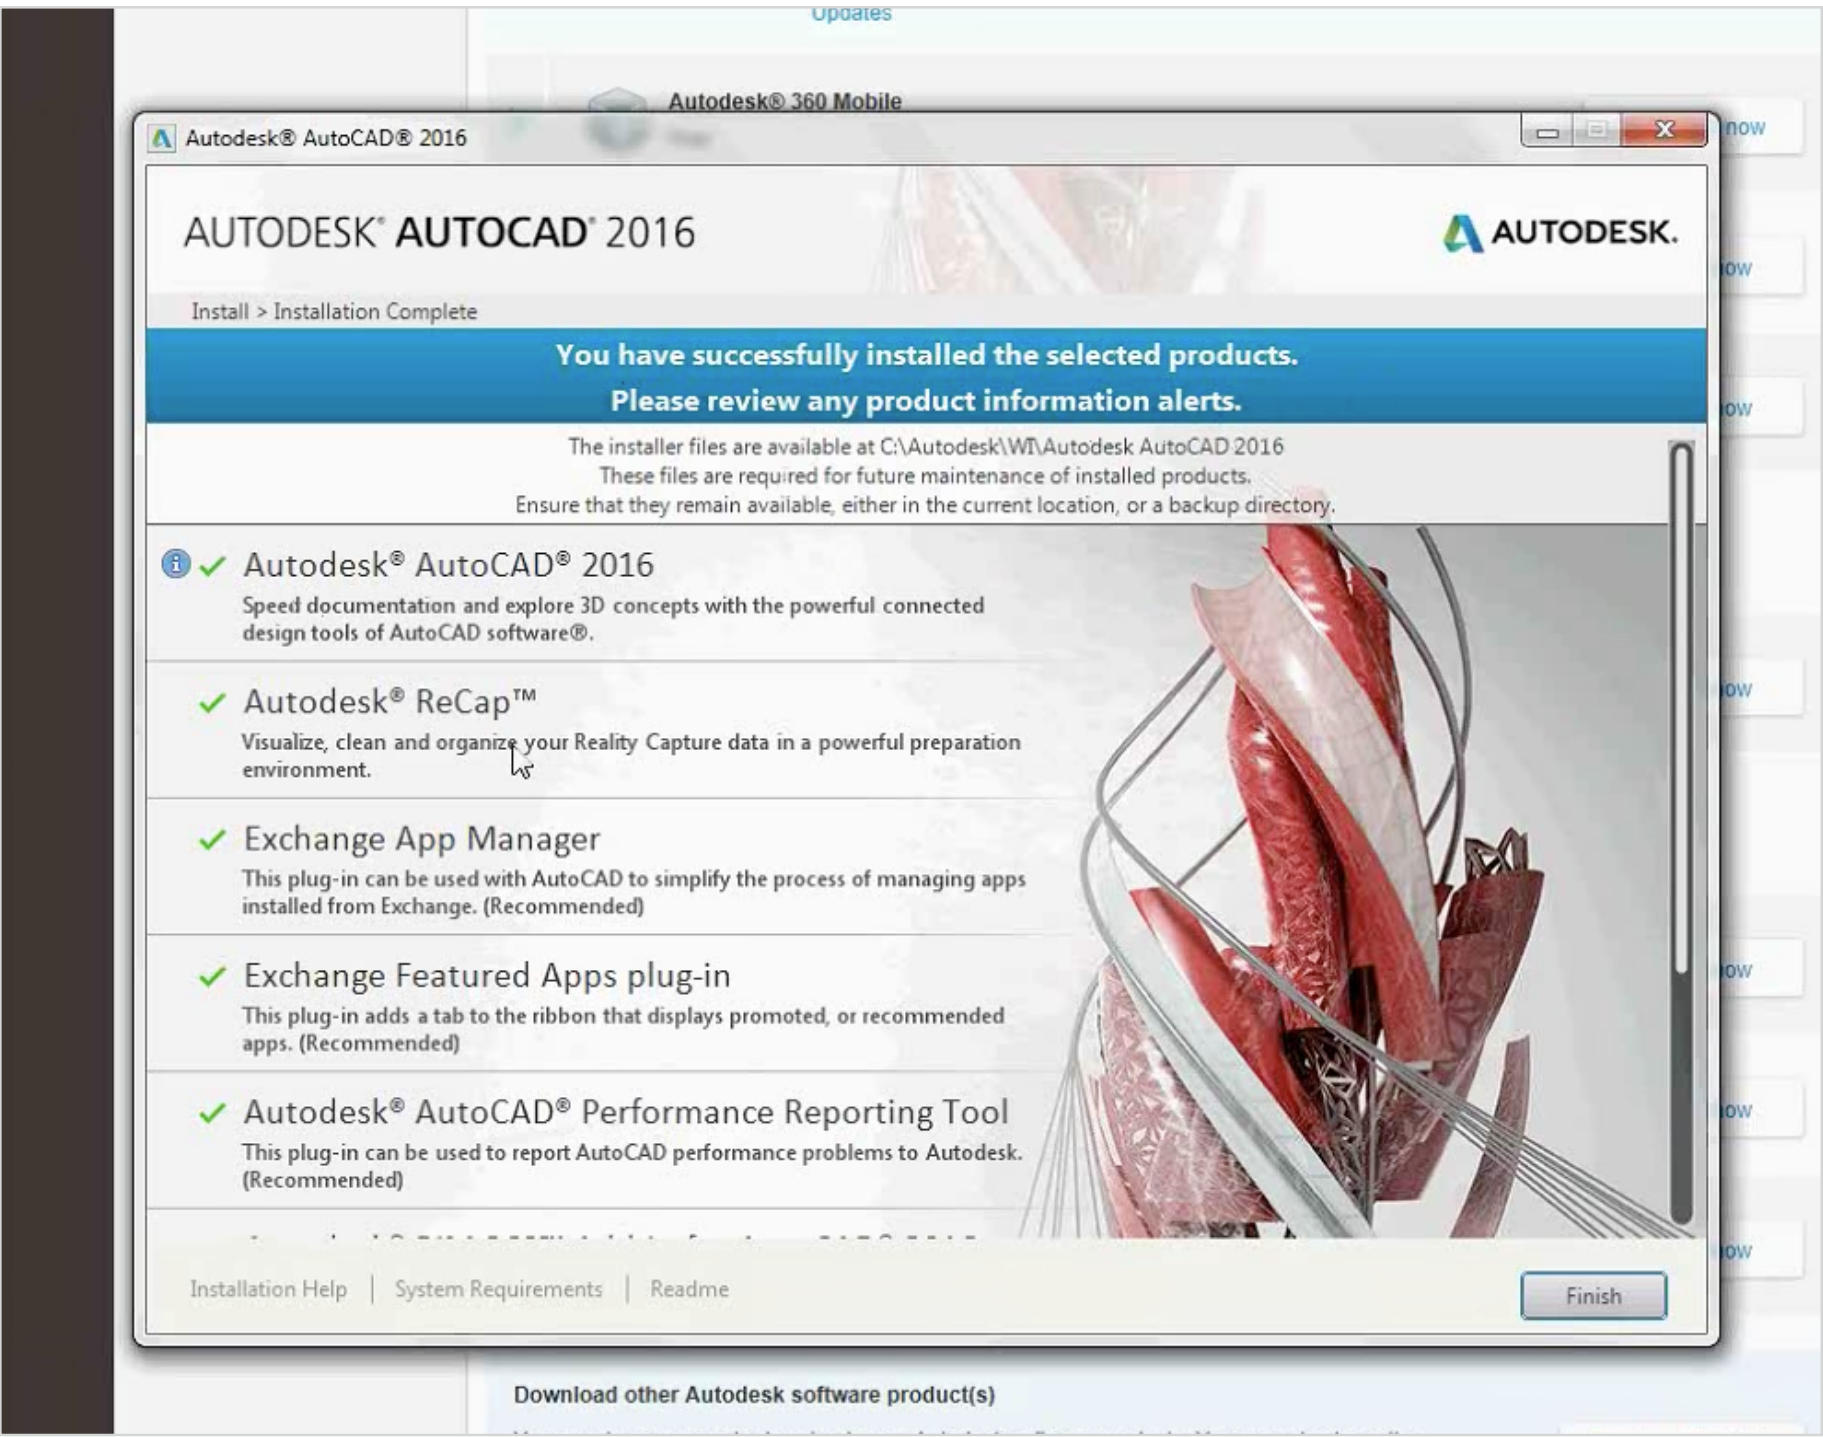 Updates
Autodesk® 360 Mobile
now
Autodesk® AutoCAD® 2016
AUTODESK® AUTOCAD® 2016
AUTODESK.
now
Install > Installation Complete
You have successfully installed the selected products.
Please review any product information alerts.
now
The installer files are available at C:\Autodesk\WI\Autodesk AutoCAD 2016
These files are required for future maintenance of installed products.
Ensure that they remain available, either in the current location, or a backup directory.
Autodesk® AutoCAD® 2016
Speed documentation and explore 3D concepts with the powerful connected
design tools of AutoCAD software®.
Autodesk® ReCap™
now
Visualize, clean and organize your Reality Capture data in a powerful preparation
environment.
Exchange App Manager
This plug-in can be used with AutoCAD to simplify the process of managing apps
installed from Exchange. (Recommended)
Exchange Featured Apps plug-in
now
This plug-in adds a tab to the ribbon that displays promoted, or recommended
apps. (Recommended)
Autodesk® AutoCAD® Performance Reporting Tool
now
This plug-in can be used to report AutoCAD performance problems to Autodesk.
(Recommended)
now
Installation Help | System Requirements | Readme
Finish
Download other Autodesk software product(s)